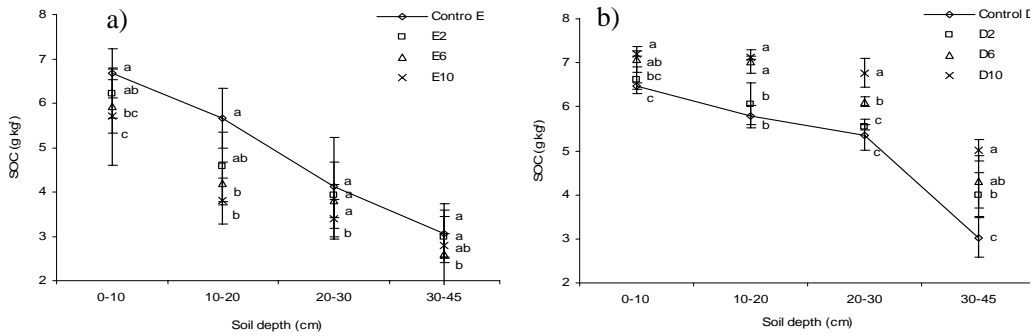 a)
Contro E
E2
E6
E10
8
7
6
5
4
3
2
SOC (g kg¹)
a
ab
bc
c
a
ab
b
b
a
a
a
b
a
a
ab
b
0-10
10-20
20-30
30-45
Soil depth (cm)
b)
Control D
D2
D6
D10
8
7
6
5
4
3
2
SOC (g kg¹)
a
ab
bc
c
a
a
b
b
a
b
c
c
a
ab
b
c
0-10
10-20
20-30
30-45
Soil depth (cm)